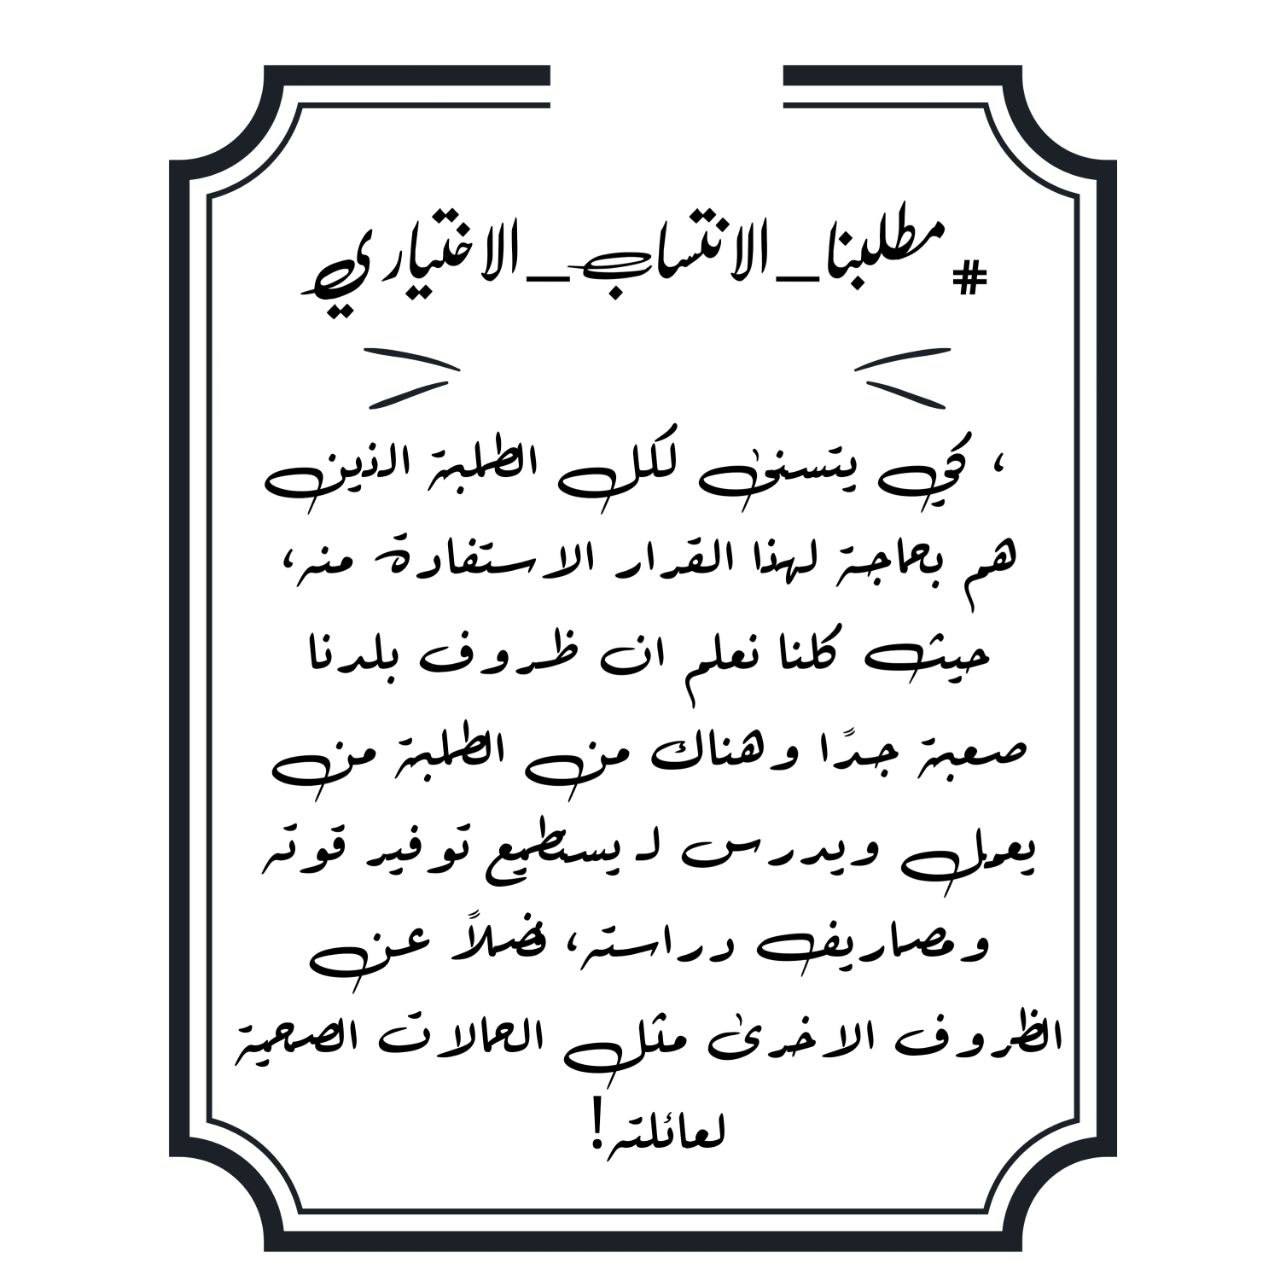 #مطلبنا_الانتساب_الاختياري
، كي يتسنىٰ لكل الطلبة الذين
هم بحاجة لهذا القرار الاستفادة منه،
حيث كلنا نعلم ان ظروف بلدنا
صعبة جدًا وهناك من الطلبة من
يعمل ويدرس لـ يستطيع توفير قوته
ومصاريف دراسته، فضلاً عن
الظروف الاخرىٰ مثل الحالات الصحية
لعائلته!